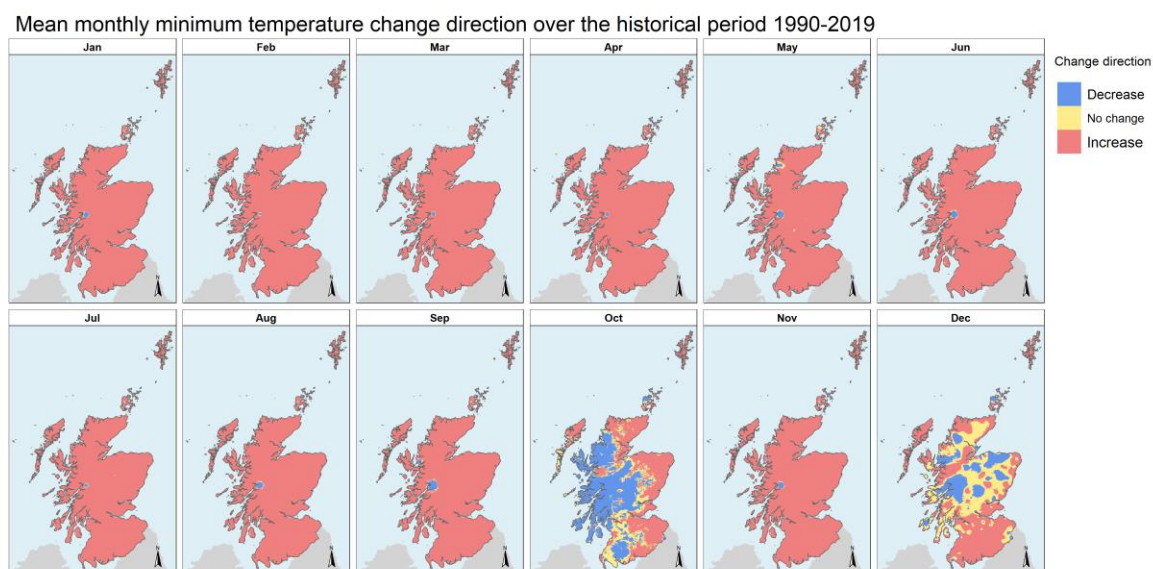 Mean monthly minimum temperature change direction over the historical period 1990-2019
Jan
Feb
Mar
Apr
May
Jun
Change direction
Decrease
No change
Increase
Jul
Aug
Sep
Oct
Nov
Dec